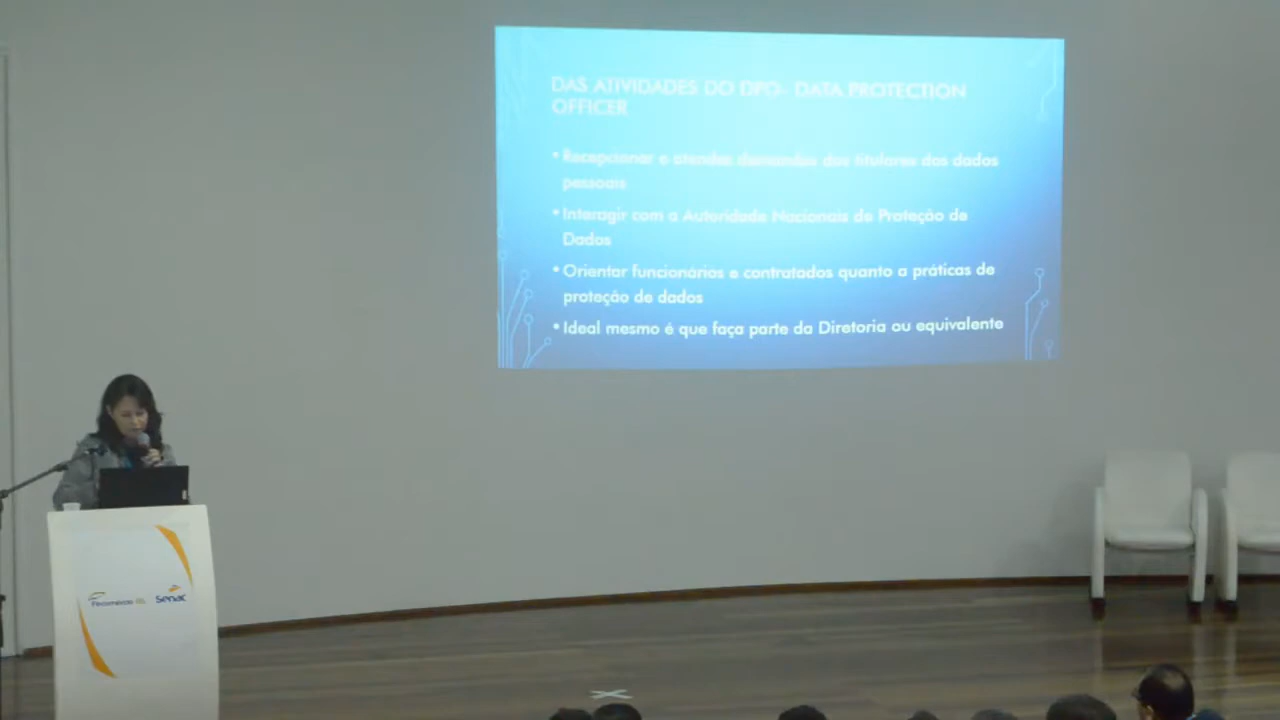 DAS ATIVIDADES DO DPO- DATA PROTECTION
OFFICER
• Recepcionar e atender demandas dos titulares dos dados
pessoais
• Interagir com a Autoridade Nacionais de Proteção de
Dados
• Orientar funcionários e contratados quanto a práticas de
proteção de dados
• Ideal mesmo é que faça parte da Diretoria ou equivalente
Fecomércio
Senac